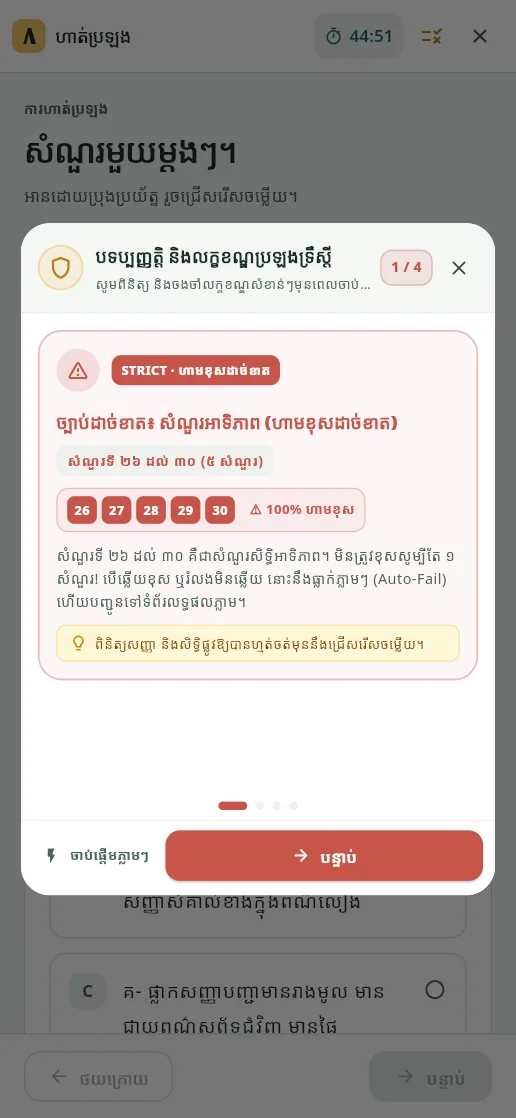 ហាត់ប្រឡង
44:51
ការហាត់ប្រឡង
សំណួរមួយម្តងៗ។
អានដោយប្រុងប្រយ័ត្ន រួចជ្រើសរើសចម្លើយ។
បទប្បញ្ញត្តិ និងលក្ខខណ្ឌប្រឡងទ្រឹស្តី
សូមពិនិត្យ និងចងចាំលក្ខខណ្ឌសំខាន់ៗមុនពេលចាប់...
1 / 4
STRICT · ហាមខុសដាច់ខាត
ច្បាប់ដាច់ខាត៖ សំណួរអាទិភាព (ហាមខុសដាច់ខាត)
សំណួរទី ២៦ ដល់ ៣០ (៥ សំណួរ)
26 27 28 29 30 ⚠ 100% ហាមខុស
សំណួរទី ២៦ ដល់ ៣០ គឺជាសំណួរសិទ្ធិអាទិភាព។ មិនត្រូវខុសសូម្បីតែ ១
សំណួរ! បើឆ្លើយខុស ឬរំលងមិនឆ្លើយ នោះនឹងធ្លាក់ភ្លាមៗ (Auto-Fail)
ហើយបញ្ជូនទៅទំព័រលទ្ធផលភ្លាម។
ពិនិត្យសញ្ញា និងសិទ្ធិផ្លូវឱ្យបានហ្មត់ចត់មុននឹងជ្រើសរើសចម្លើយ។
ចាប់ផ្តើមភ្លាមៗ
បន្ទាប់
សញ្ញាសំគាល់ខាងក្នុងពណ៌លឿង
C
គ- ផ្លាកសញ្ញាបញ្ជាមានរាងមូល មាន
ជាយពណ៌សព័ទជំវិញ មានផៃ
ថយក្រោយ
បន្ទាប់